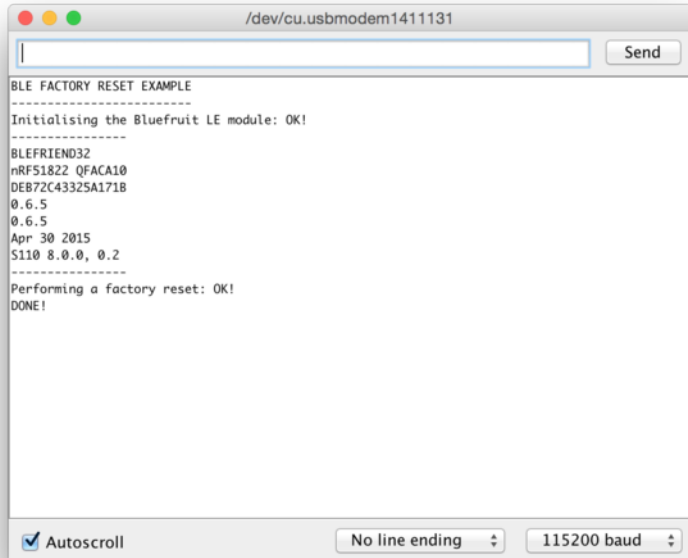 /dev/cu.usbmodem1411131
Send
BLE FACTORY RESET EXAMPLE
-------------------------
Initialising the Bluefruit LE module: OK!
----------------
BLEFRIEND32
nRF51822 QFACA10
DEB72C43325A171B
0.6.5
0.6.5
Apr 30 2015
S110 8.0.0, 0.2
----------------
Performing a factory reset: OK!
DONE!
Autoscroll
No line ending
115200 baud